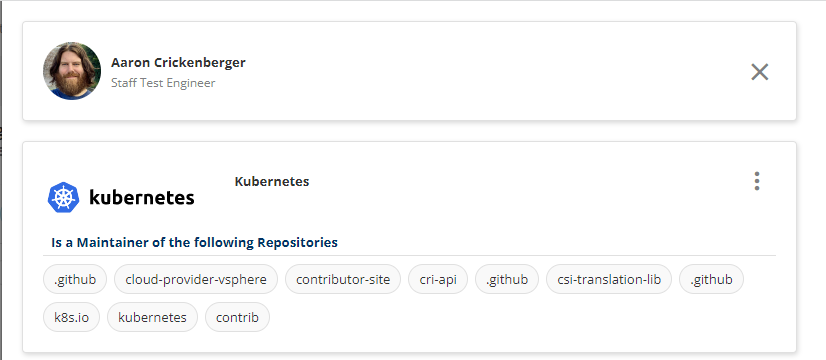 Aaron Crickenberger
Staff Test Engineer
kubernetes
Kubernetes
Is a Maintainer of the following Repositories
.github cloud-provider-vsphere contributor-site cri-api .github csi-translation-lib .github
k8s.io kubernetes contrib